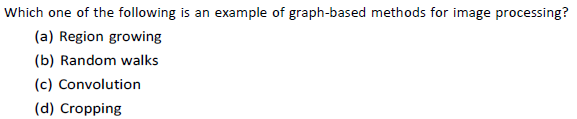 Which one of the following is an example of graph-based methods for image processing?
(a) Region growing
(b) Random walks
(c) Convolution
(d) Cropping